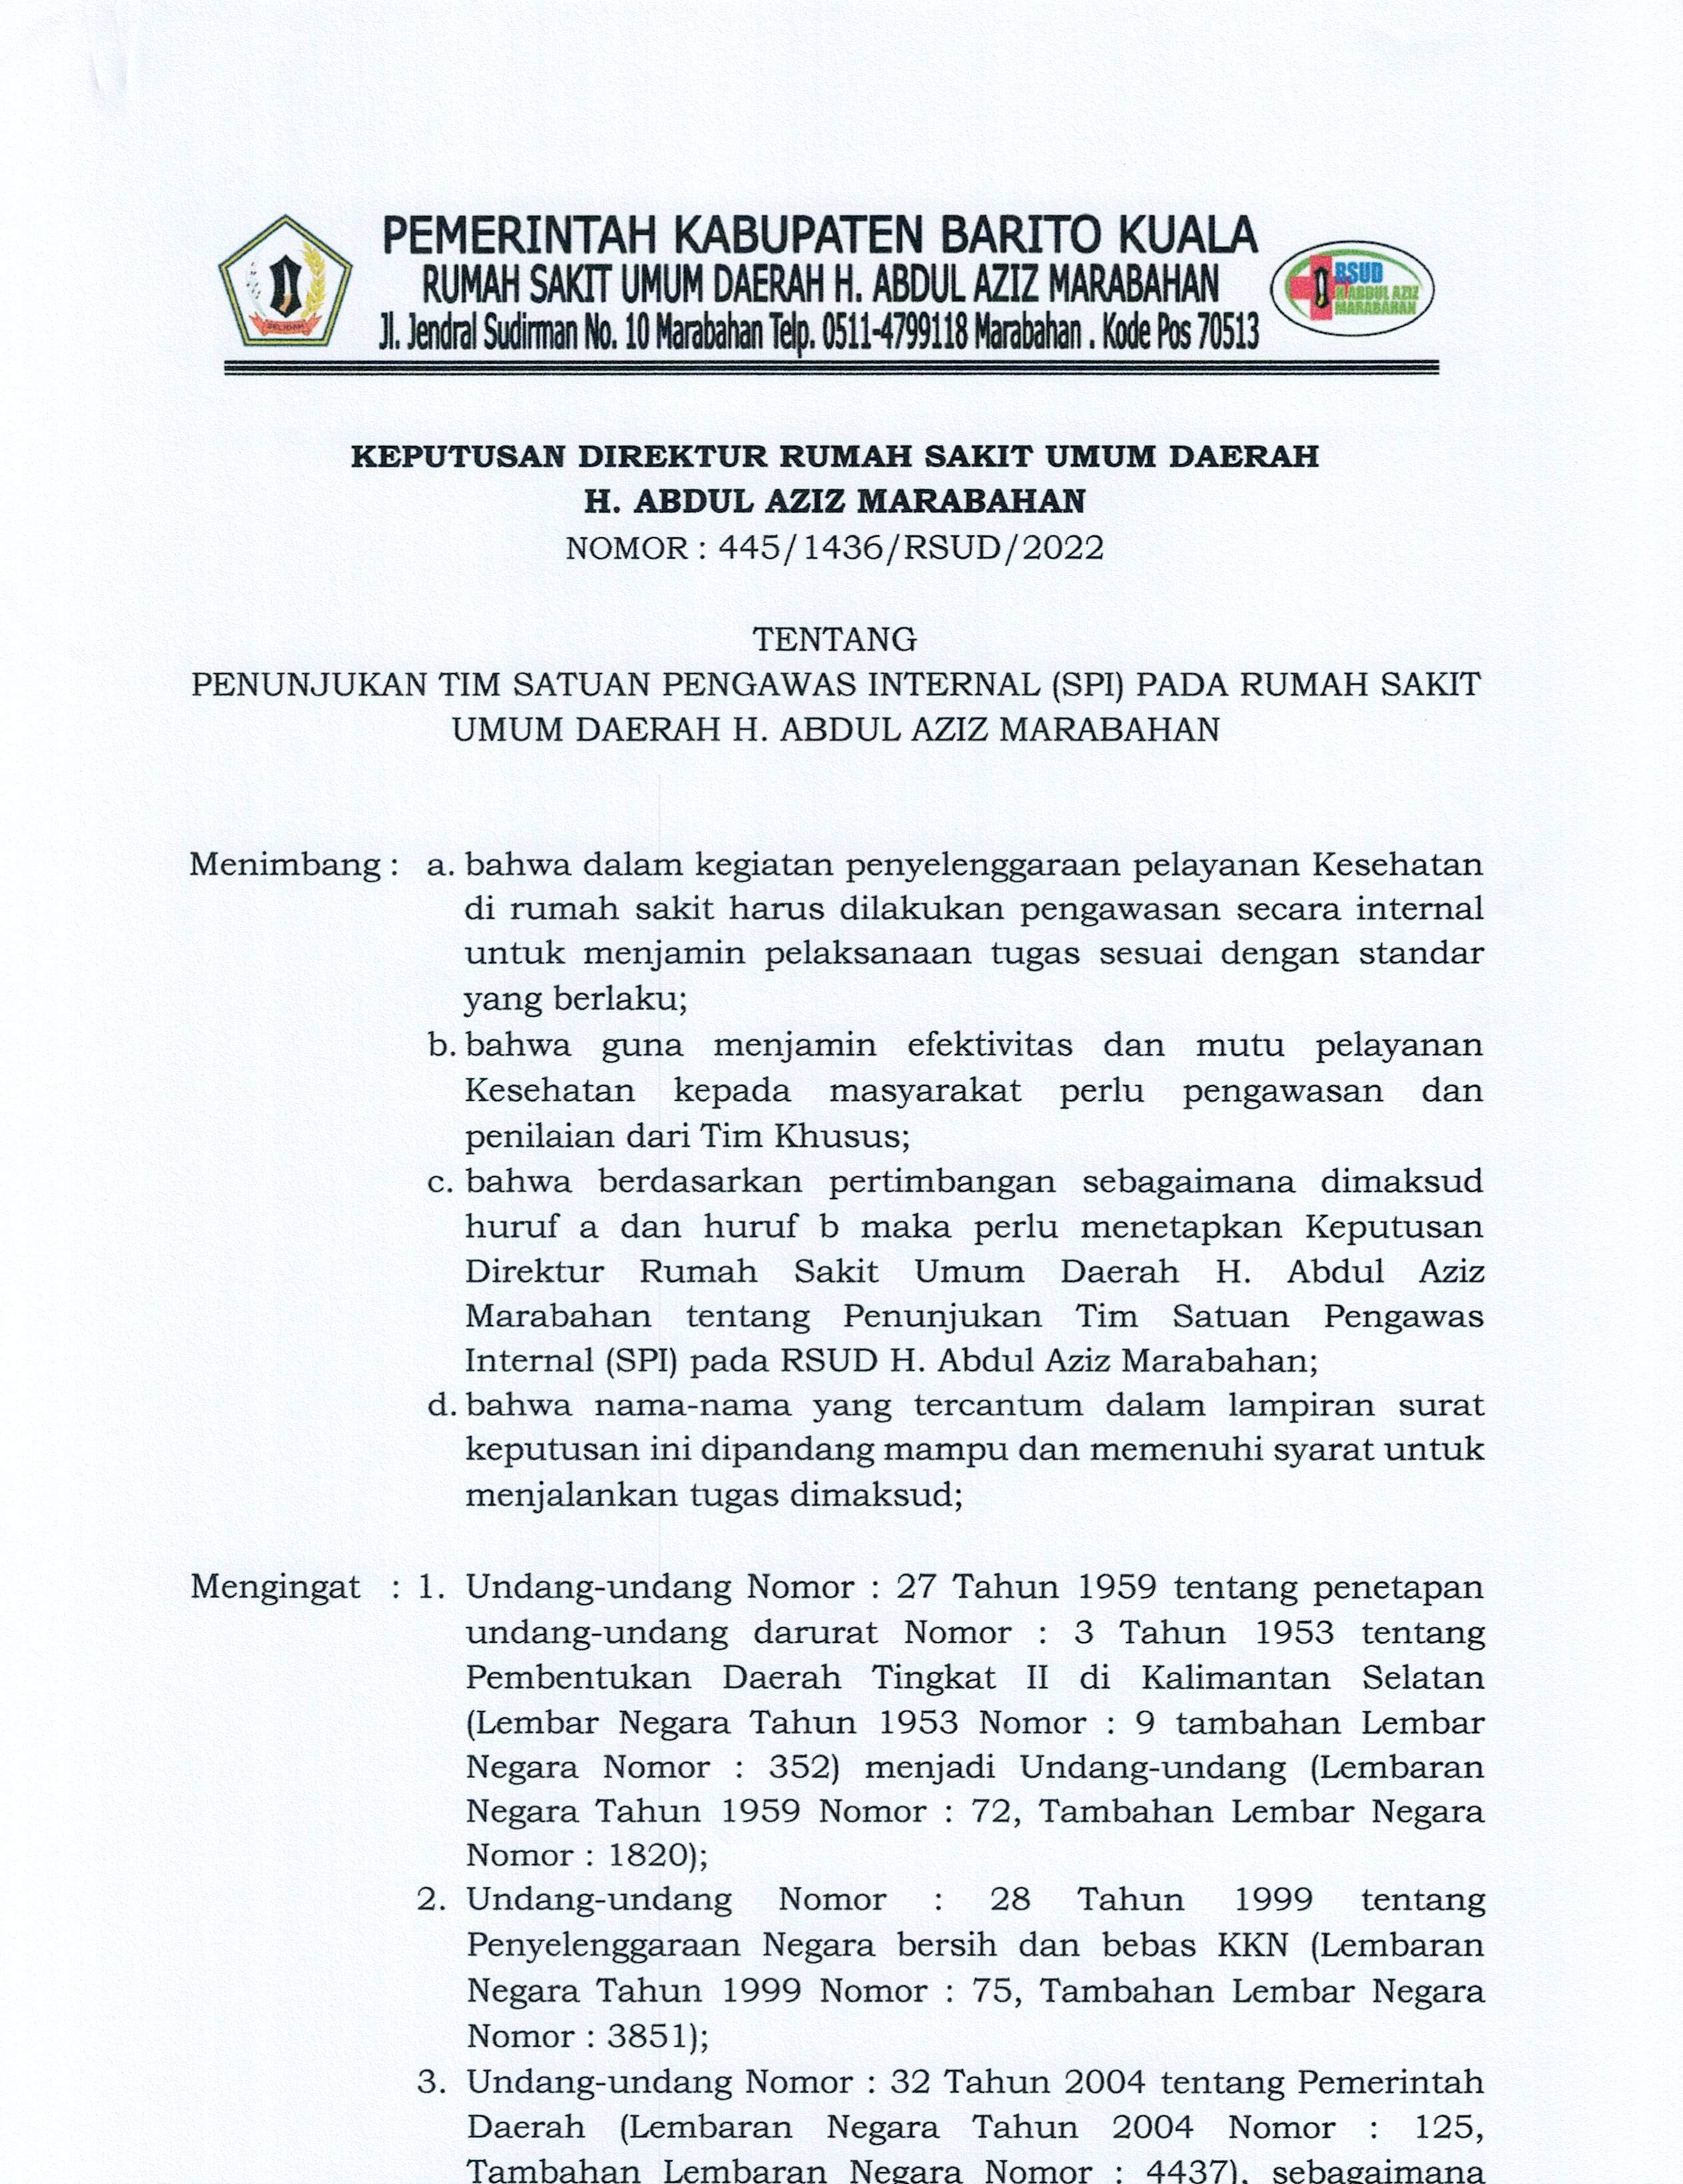 PEMERINTAH KABUPATEN BARITO KUALA
RUMAH SAKIT UMUM DAERAH H. ABDUL AZIZ MARABAHAN
Jl. Jendral Sudirman No. 10 Marabahan Telp. 0511-4799118 Marabahan . Kode Pos 70513
SELIDAH
RSUD
H ABDUL AZIZ
MARABAHAN
KEPUTUSAN DIREKTUR RUMAH SAKIT UMUM DAERAH
H. ABDUL AZIZ MARABAHAN
NOMOR : 445/1436/RSUD/2022
TENTANG
PENUNJUKAN TIM SATUAN PENGAWAS INTERNAL (SPI) PADA RUMAH SAKIT
UMUM DAERAH H. ABDUL AZIZ MARABAHAN
Menimbang : a. bahwa dalam kegiatan penyelenggaraan pelayanan Kesehatan
di rumah sakit harus dilakukan pengawasan secara internal
untuk menjamin pelaksanaan tugas sesuai dengan standar
yang berlaku;
b. bahwa guna menjamin efektivitas dan mutu pelayanan
Kesehatan kepada masyarakat perlu pengawasan dan
penilaian dari Tim Khusus;
c. bahwa berdasarkan pertimbangan sebagaimana dimaksud
huruf a dan huruf b maka perlu menetapkan Keputusan
Direktur Rumah Sakit Umum Daerah H. Abdul Aziz
Marabahan tentang Penunjukan Tim Satuan Pengawas
Internal (SPI) pada RSUD H. Abdul Aziz Marabahan;
d. bahwa nama-nama yang tercantum dalam lampiran surat
keputusan ini dipandang mampu dan memenuhi syarat untuk
menjalankan tugas dimaksud;
Mengingat : 1. Undang-undang Nomor : 27 Tahun 1959 tentang penetapan
undang-undang darurat Nomor : 3 Tahun 1953 tentang
Pembentukan Daerah Tingkat II di Kalimantan Selatan
(Lembar Negara Tahun 1953 Nomor : 9 tambahan Lembar
Negara Nomor : 352) menjadi Undang-undang (Lembaran
Negara Tahun 1959 Nomor : 72, Tambahan Lembar Negara
Nomor : 1820);
2. Undang-undang Nomor : 28 Tahun 1999 tentang
Penyelenggaraan Negara bersih dan bebas KKN (Lembaran
Negara Tahun 1999 Nomor : 75, Tambahan Lembar Negara
Nomor : 3851);
3. Undang-undang Nomor : 32 Tahun 2004 tentang Pemerintah
Daerah (Lembaran Negara Tahun 2004 Nomor : 125,
Tambahan Lembaran Negara Nomor : 4437), sebagaimana